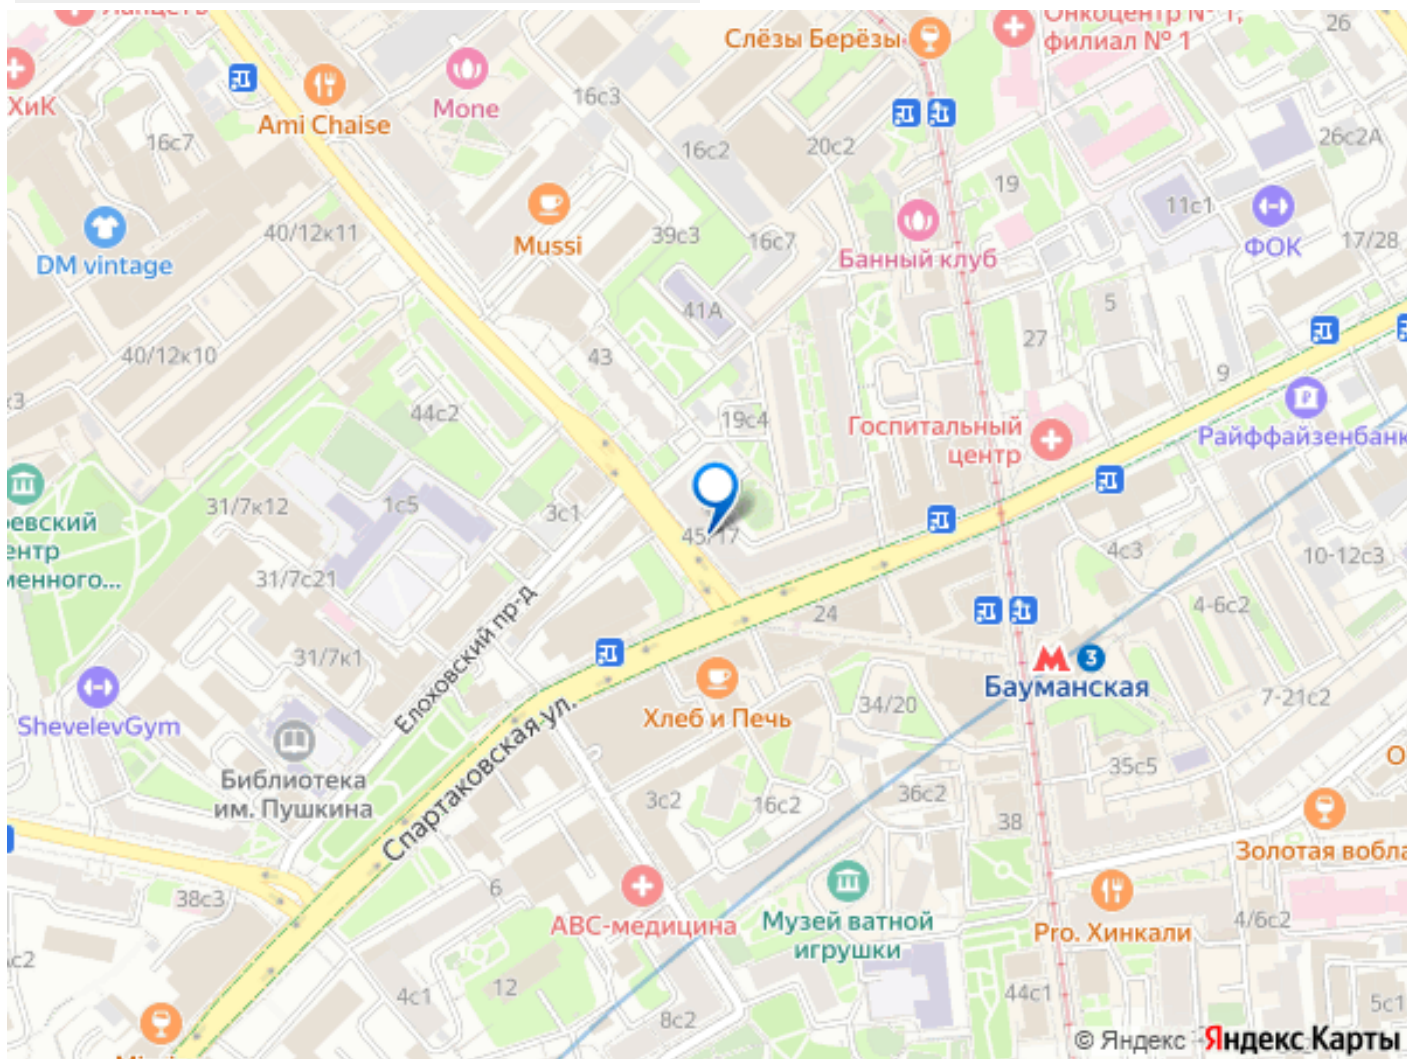 Слёзы Берёзы
филиал № 1
26
ХиК
Ami Chaise
Mone
16с3
16с7
16с2
20с2
26с2А
19
11с1
DM vintage
40/12к11
Mussi
39с3
16с7
Банный клуб
ФОК
17/28
41А
5
27
40/12к10
43
9
44с2
19с4
Госпитальный
центр
Райффайзенбанк
31/7к12
1с5
3с1
45/17
4с3
10-12с3
31/7с21
4-6с2
24
31/7к1
Елоховский пр-д
3
Бауманская
7-21с2
ShevelevGym
Хлеб и Печь
34/20
Библиотека
им. Пушкина
Спартаковская ул.
3с2
16с2
36с2
35с5
38
Золотая вобла
38с3
6
АВС-медицина
Музей ватной
игрушки
Pro. Хинкали
4/6с2
12
4с1
8с2
44с1
5с1
© Яндекс Яндекс Карты